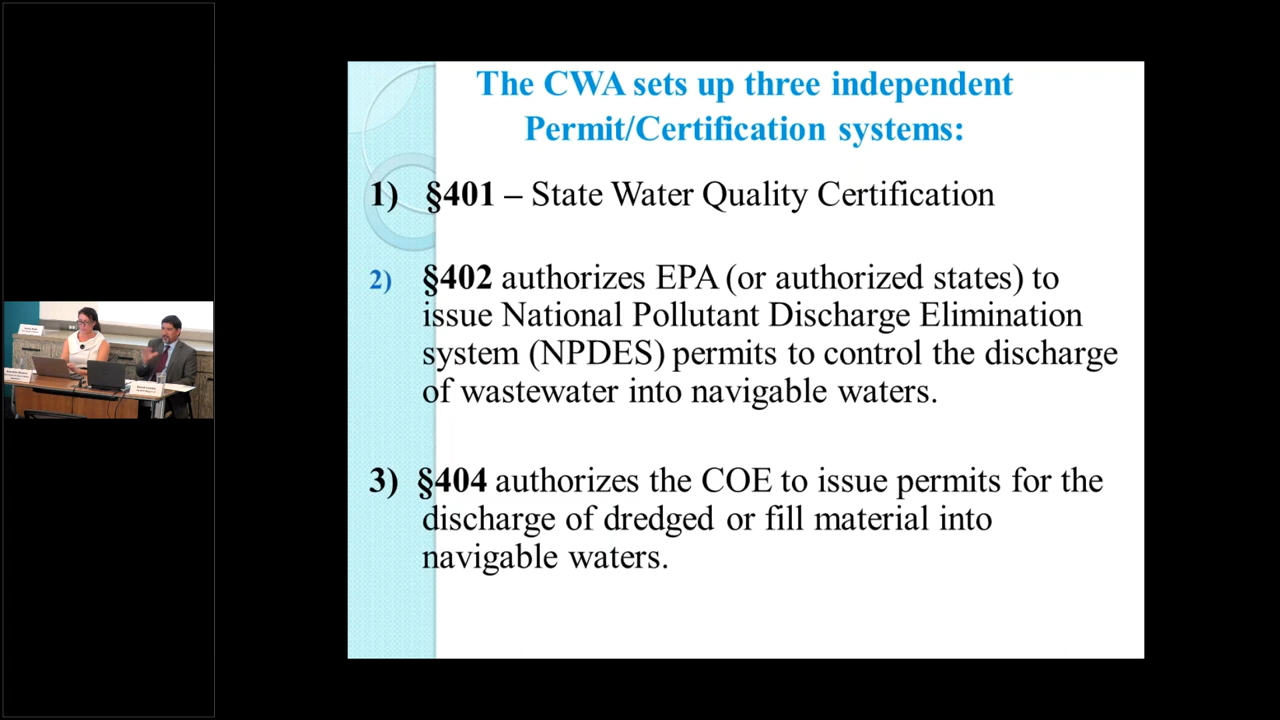 The CWA sets up three independent
Permit/Certification systems:
1) §401 – State Water Quality Certification
2) §402 authorizes EPA (or authorized states) to
issue National Pollutant Discharge Elimination
system (NPDES) permits to control the discharge
of wastewater into navigable waters.
3) §404 authorizes the COE to issue permits for the
discharge of dredged or fill material into
navigable waters.